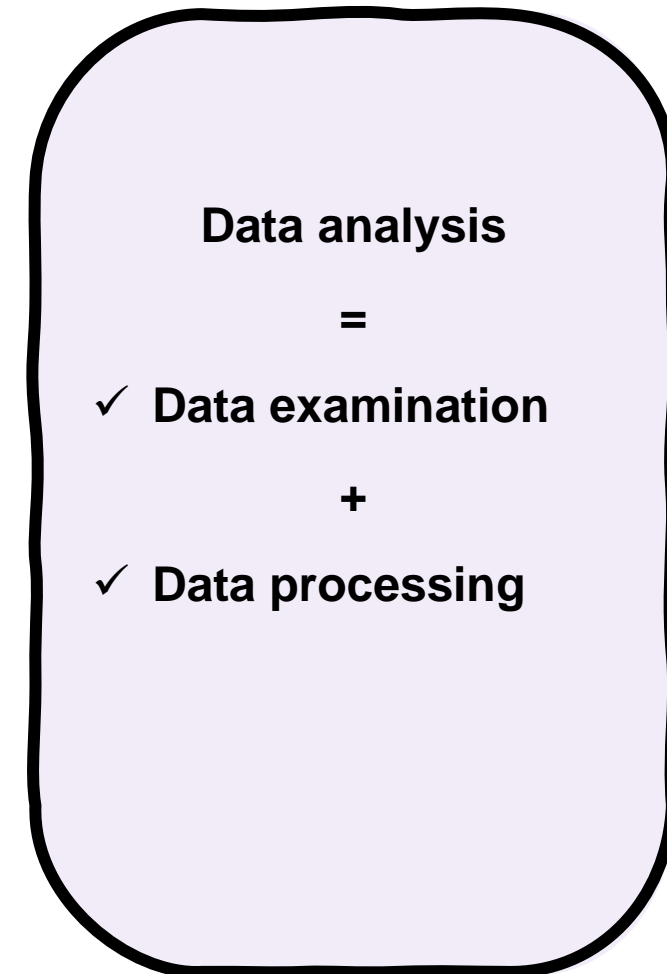 Data analysis
=
✓ Data examination
+
✓ Data processing